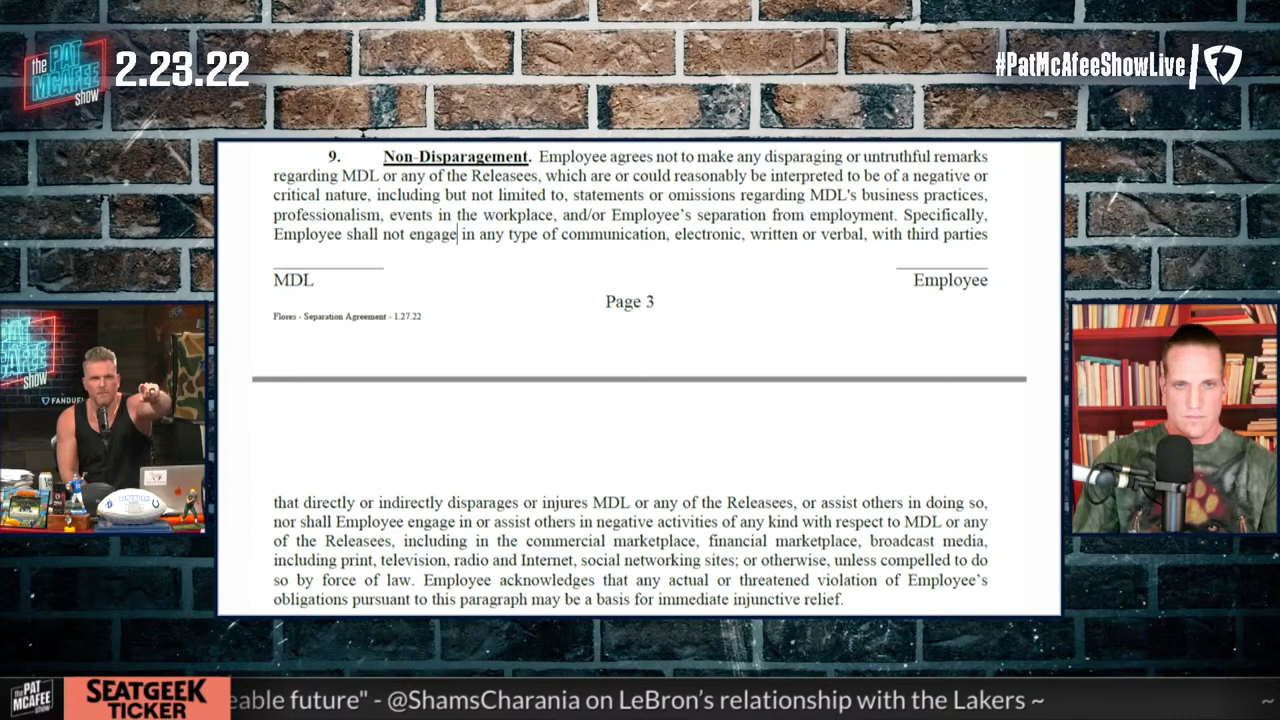 the PAT MCAFEE show
2.23.22
#PatMcAfeeShowLive
9. Non-Disparagement. Employee agrees not to make any disparaging or untruthful remarks
regarding MDL or any of the Releasees, which are or could reasonably be interpreted to be of a negative or
critical nature, including but not limited to, statements or omissions regarding MDL's business practices,
professionalism, events in the workplace, and/or Employee's separation from employment. Specifically,
Employee shall not engage in any type of communication, electronic, written or verbal, with third parties
MDL Employee
Page 3
Flores - Separation Agreement - 1.27.22
that directly or indirectly disparages or injures MDL or any of the Releasees, or assist others in doing so,
nor shall Employee engage in or assist others in negative activities of any kind with respect to MDL or any
of the Releasees, including in the commercial marketplace, financial marketplace, broadcast media,
including print, television, radio and Internet, social networking sites; or otherwise, unless compelled to do
so by force of law. Employee acknowledges that any actual or threatened violation of Employee's
obligations pursuant to this paragraph may be a basis for immediate injunctive relief.
PAT
MCAFEE
show
FANDUEL
the PAT MCAFEE show
SEATGEEK
TICKER
eable future" - @ShamsCharania on LeBron's relationship with the Lakers ~ ~